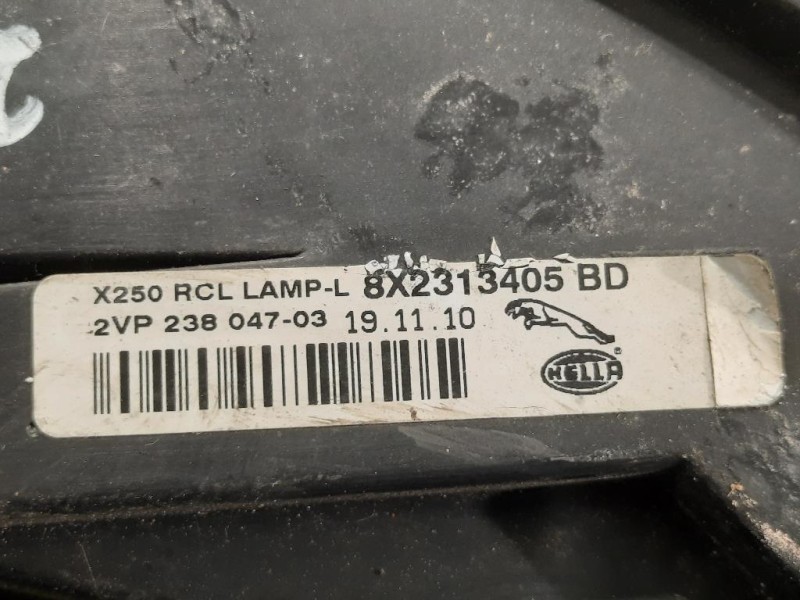 X250 RCL LAMP-L 8X2313405 BD
2VP 238 047-03 19.11.10
HELLA®